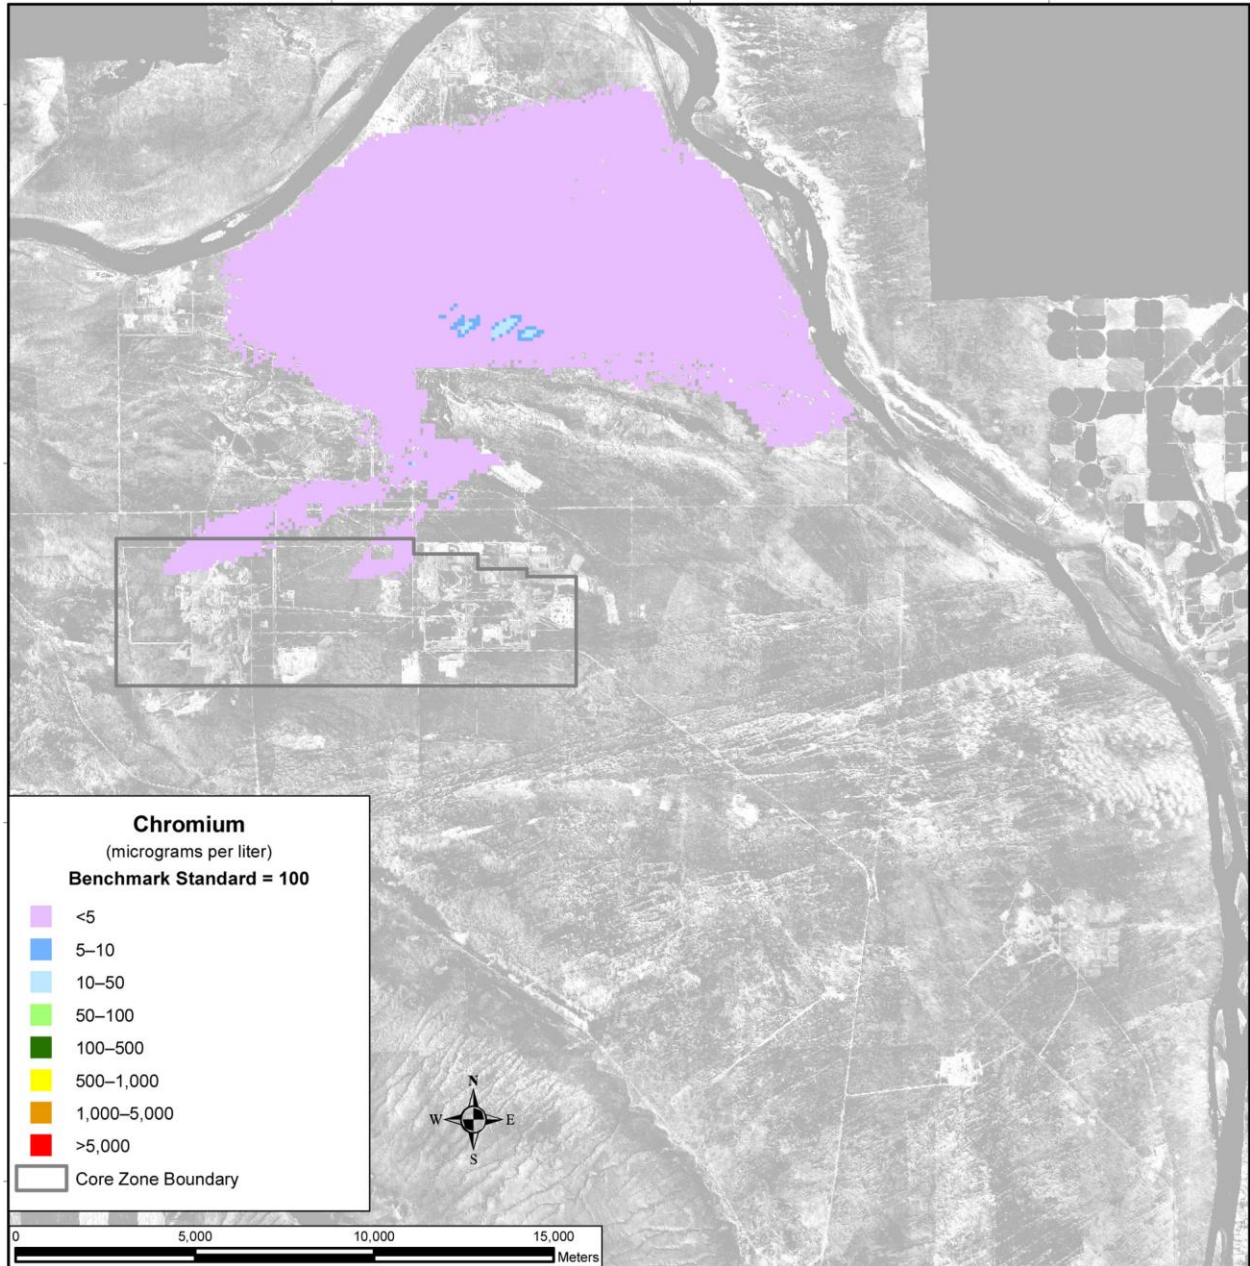 Chromium
(micrograms per liter)
Benchmark Standard = 100
<5
5–10
10–50
50–100
100–500
500–1,000
1,000–5,000
>5,000
Core Zone Boundary
N
W E
S
0 5,000 10,000 15,000
Meters